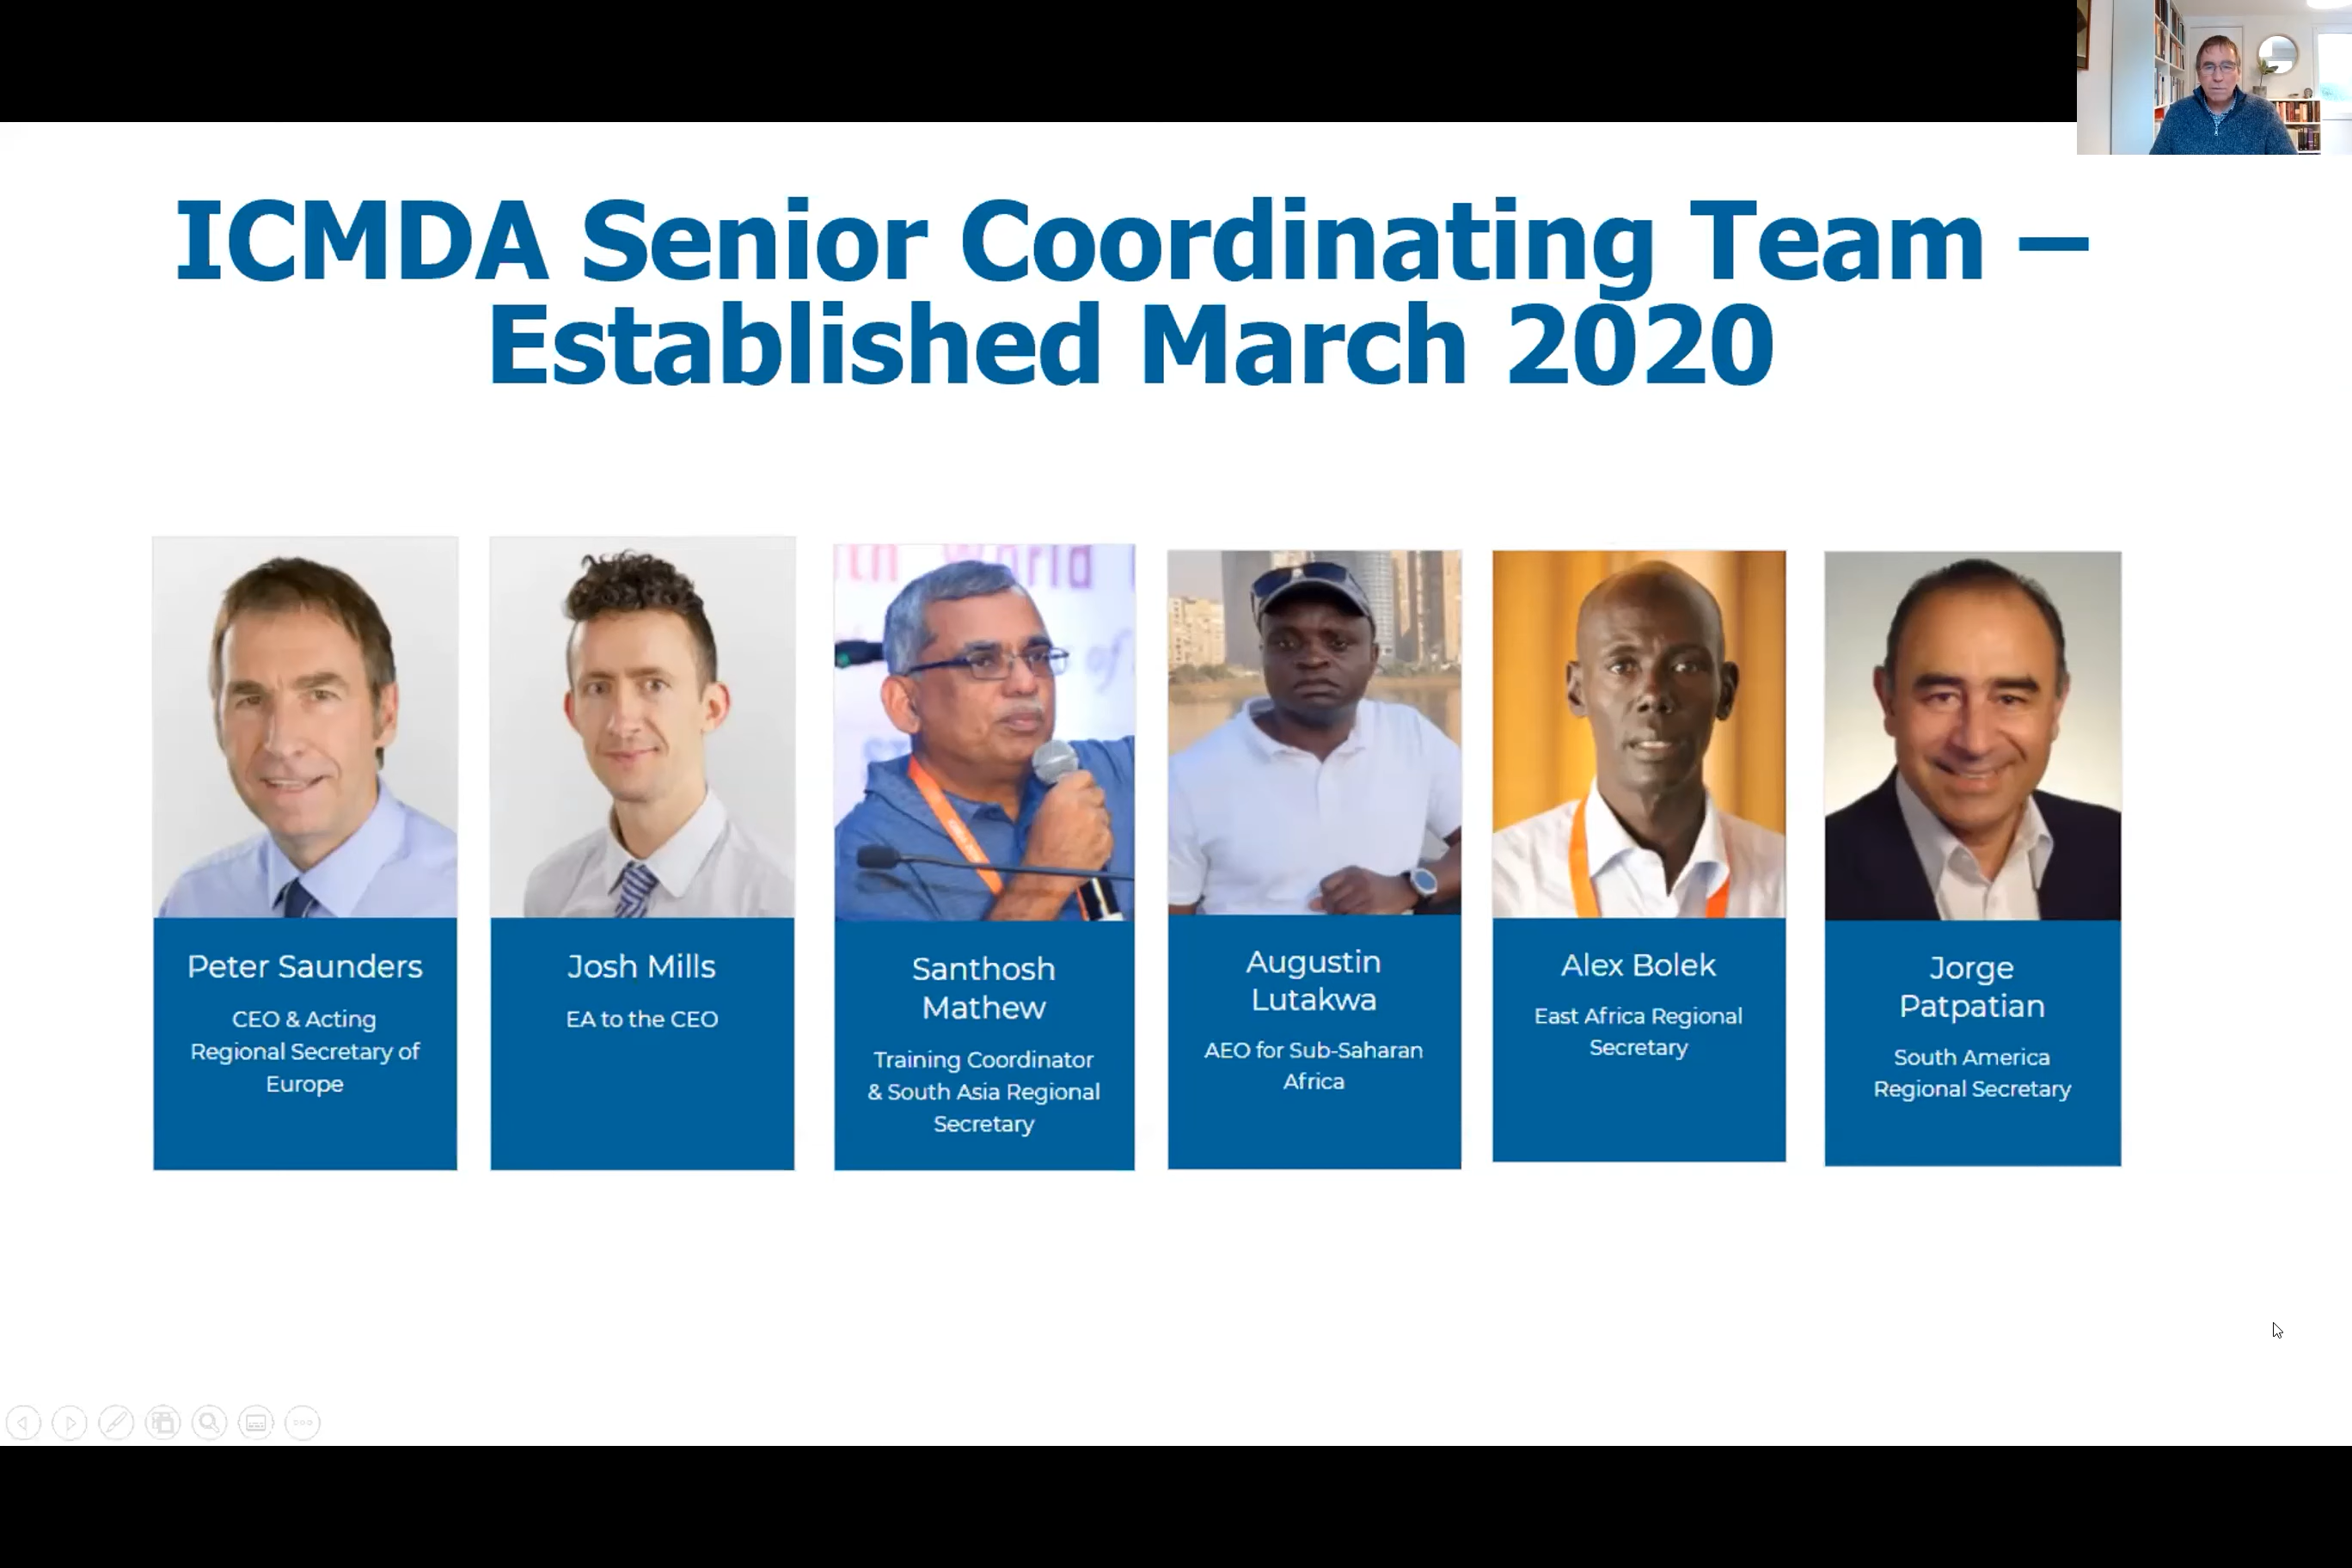 ICMDA Senior Coordinating Team –
Established March 2020
Peter Saunders
CEO & Acting
Regional Secretary of
Europe
Josh Mills
EA to the CEO
Santhosh
Mathew
Training Coordinator
& South Asia Regional
Secretary
Augustin
Lutakwa
AEO for Sub-Saharan
Africa
Alex Bolek
East Africa Regional
Secretary
Jorge
Patpatian
South America
Regional Secretary